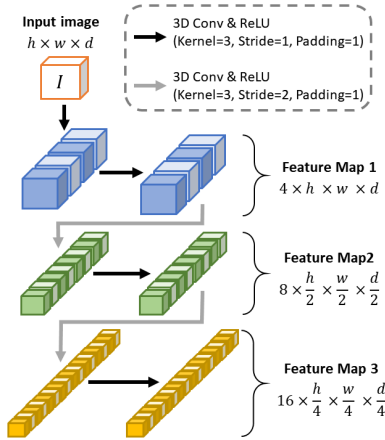 Input image
h × w × d
I
3D Conv & ReLU
(Kernel=3, Stride=1, Padding=1)
3D Conv & ReLU
(Kernel=3, Stride=2, Padding=1)
Feature Map 1
4 × h × w × d
Feature Map2
8 × h/2 × w/2 × d/2
Feature Map 3
16 × h/4 × w/4 × d/4